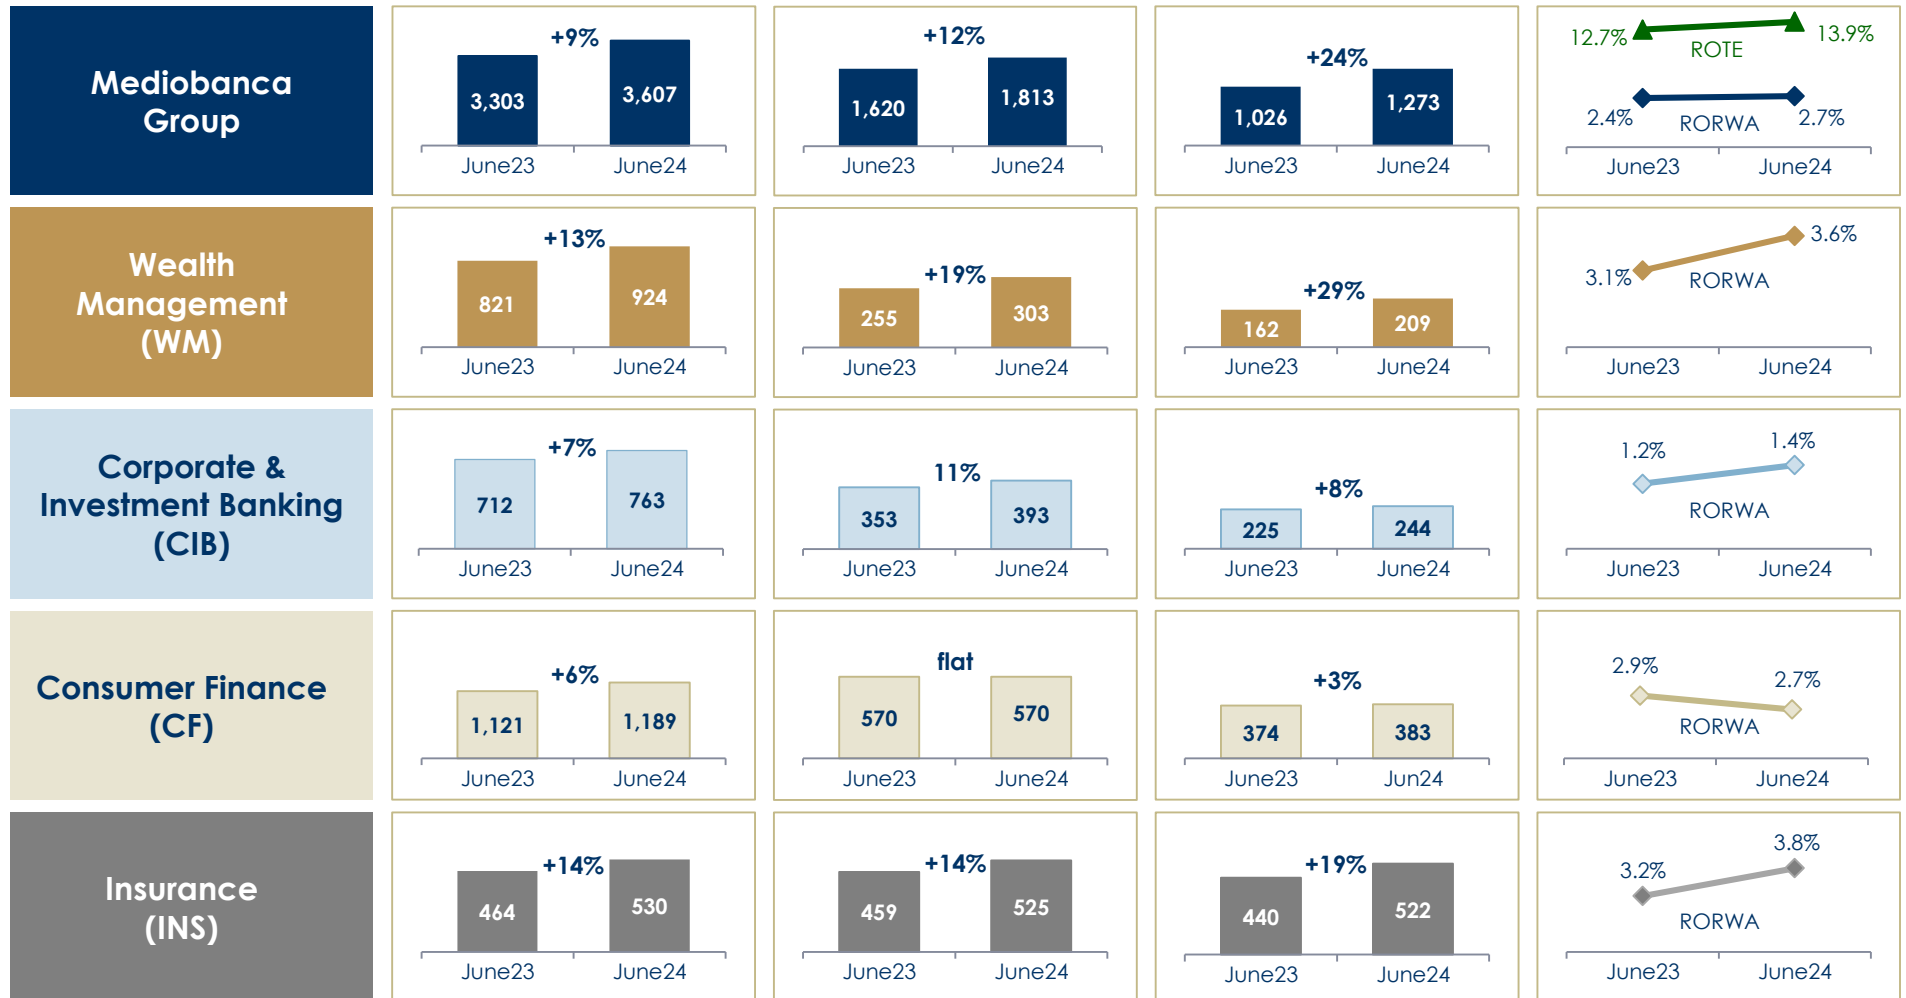 Mediobanca
Group
+9%
3,303
3,607
June23
June24
+12%
1,620
1,813
June23
June24
+24%
1,026
1,273
June23
June24
12.7%
ROTE
13.9%
2.4%
RORWA
2.7%
June23
June24
Wealth
Management
(WM)
+13%
821
924
June23
June24
+19%
255
303
June23
June24
+29%
162
209
June23
June24
3.1%
RORWA
3.6%
June23
June24
Corporate &
Investment Banking
(CIB)
+7%
712
763
June23
June24
11%
353
393
June23
June24
+8%
225
244
June23
June24
1.2%
1.4%
RORWA
June23
June24
Consumer Finance
(CF)
+6%
1,121
1,189
June23
June24
flat
570
570
June23
June24
+3%
374
383
June23
Jun24
2.9%
2.7%
RORWA
June23
June24
Insurance
(INS)
+14%
464
530
June23
June24
+14%
459
525
June23
June24
+19%
440
522
June23
June24
3.2%
3.8%
RORWA
June23
June24